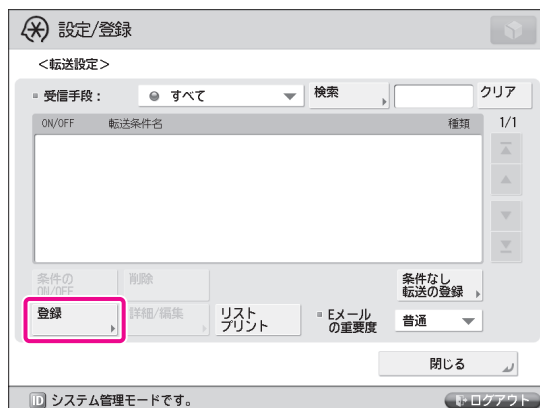 設定/登録
<転送設定>
受信手段： すべて 検索 クリア
ON/OFF 転送条件名 種類 1/1
条件の
ON/OFF
削除
条件なし
転送の登録
登録
詳細/編集
リスト
プリント
Eメール
の重要度
普通
閉じる
ID システム管理モードです。 ログアウト